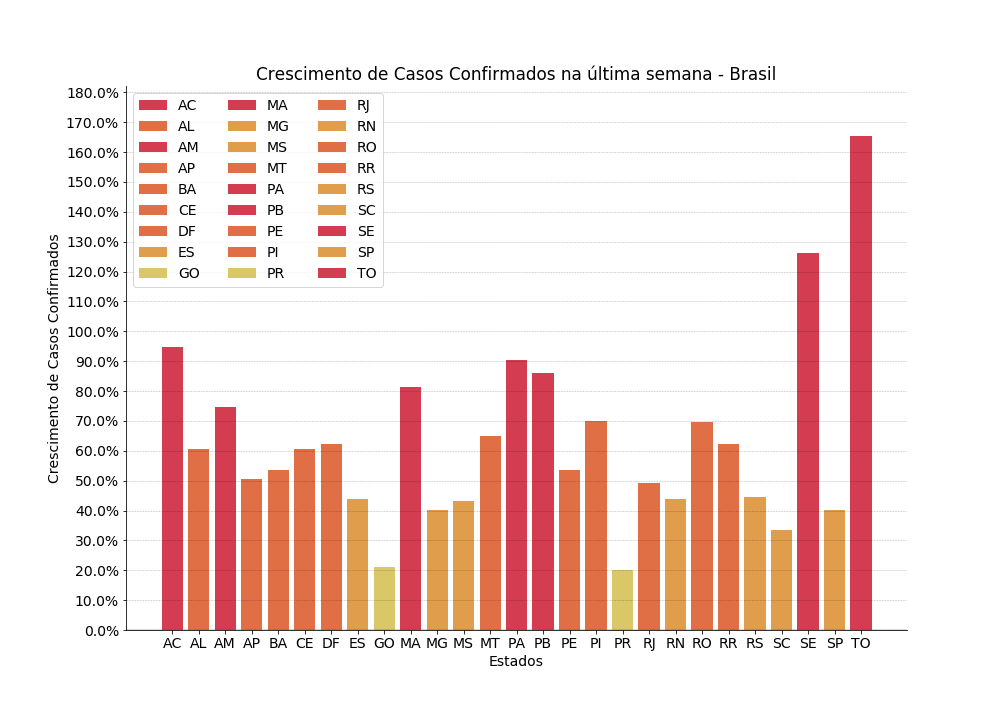 Crescimento de Casos Confirmados na última semana - Brasil
Crescimento de Casos Confirmados
180.0%
170.0%
160.0%
150.0%
140.0%
130.0%
120.0%
110.0%
100.0%
90.0%
80.0%
70.0%
60.0%
50.0%
40.0%
30.0%
20.0%
10.0%
0.0%
AC MA RJ
AL MG RN
AM MS RO
AP MT RR
BA PA RS
CE PB SC
DF PE SE
ES PI SP
GO PR TO
AC AL AM AP BA CE DF ES GO MA MG MS MT PA PB PE PI PR RJ RN RO RR RS SC SE SP TO
Estados